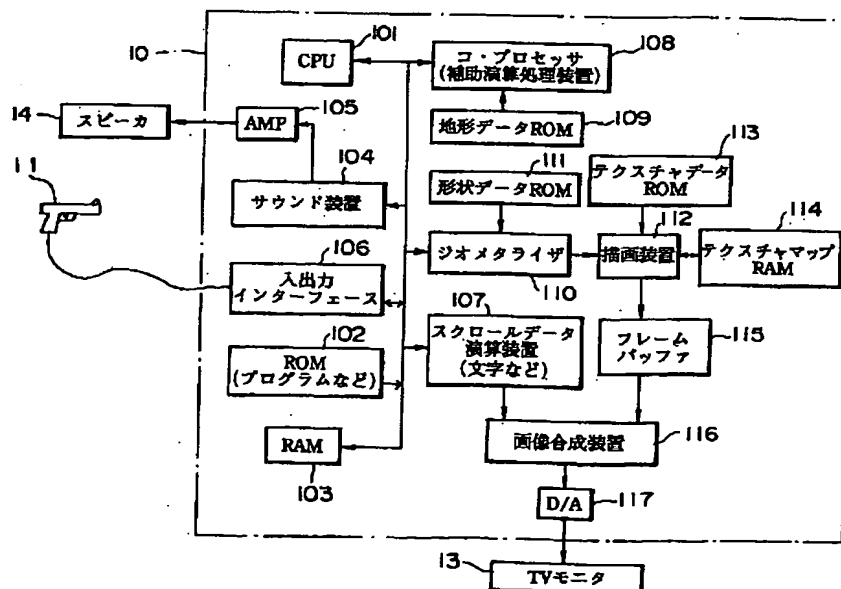 10
101
CPU
コ・プロセッサ
(補助演算処理装置)
108
14
スピーカ
105
AMP
地形データROM
109
113
テクスチャデータ
ROM
11
104
サウンド装置
111
形状データROM
112
描画装置
114
テクスチャマップ
RAM
106
入出力
インターフェース
ジオメタライザ
110
107
スクロールデータ
演算装置
(文字など)
フレーム
バッファ
115
102
ROM
(プログラムなど)
RAM
103
画像合成装置
116
D/A
117
13
TVモニタ